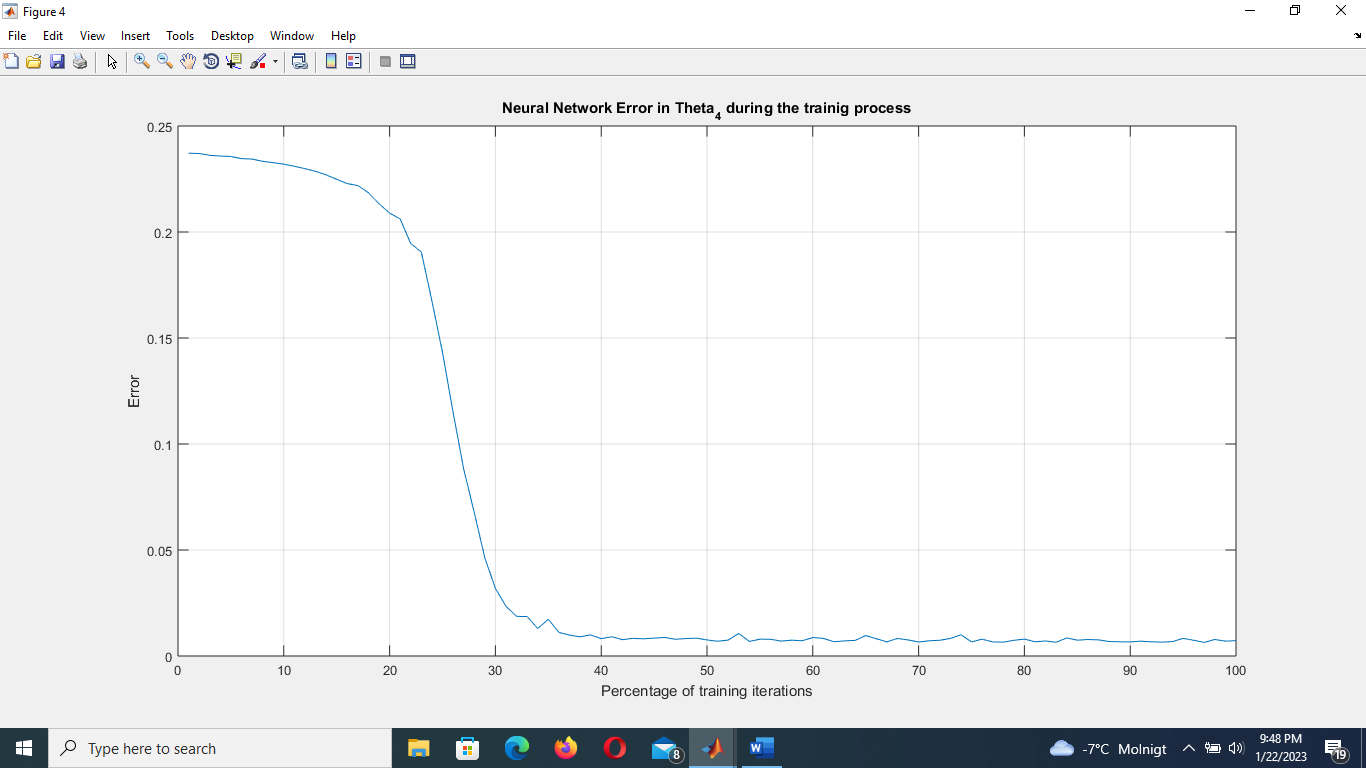 Figure 4
File Edit View Insert Tools Desktop Window Help
Neural Network Error in Theta4 during the trainig process
0.25
0.2
0.15
0.1
0.05
0
Error
0 10 20 30 40 50 60 70 80 90 100
Percentage of training iterations
Type here to search
8
W
-7°C Molnigt
9:48 PM
1/22/2023
19